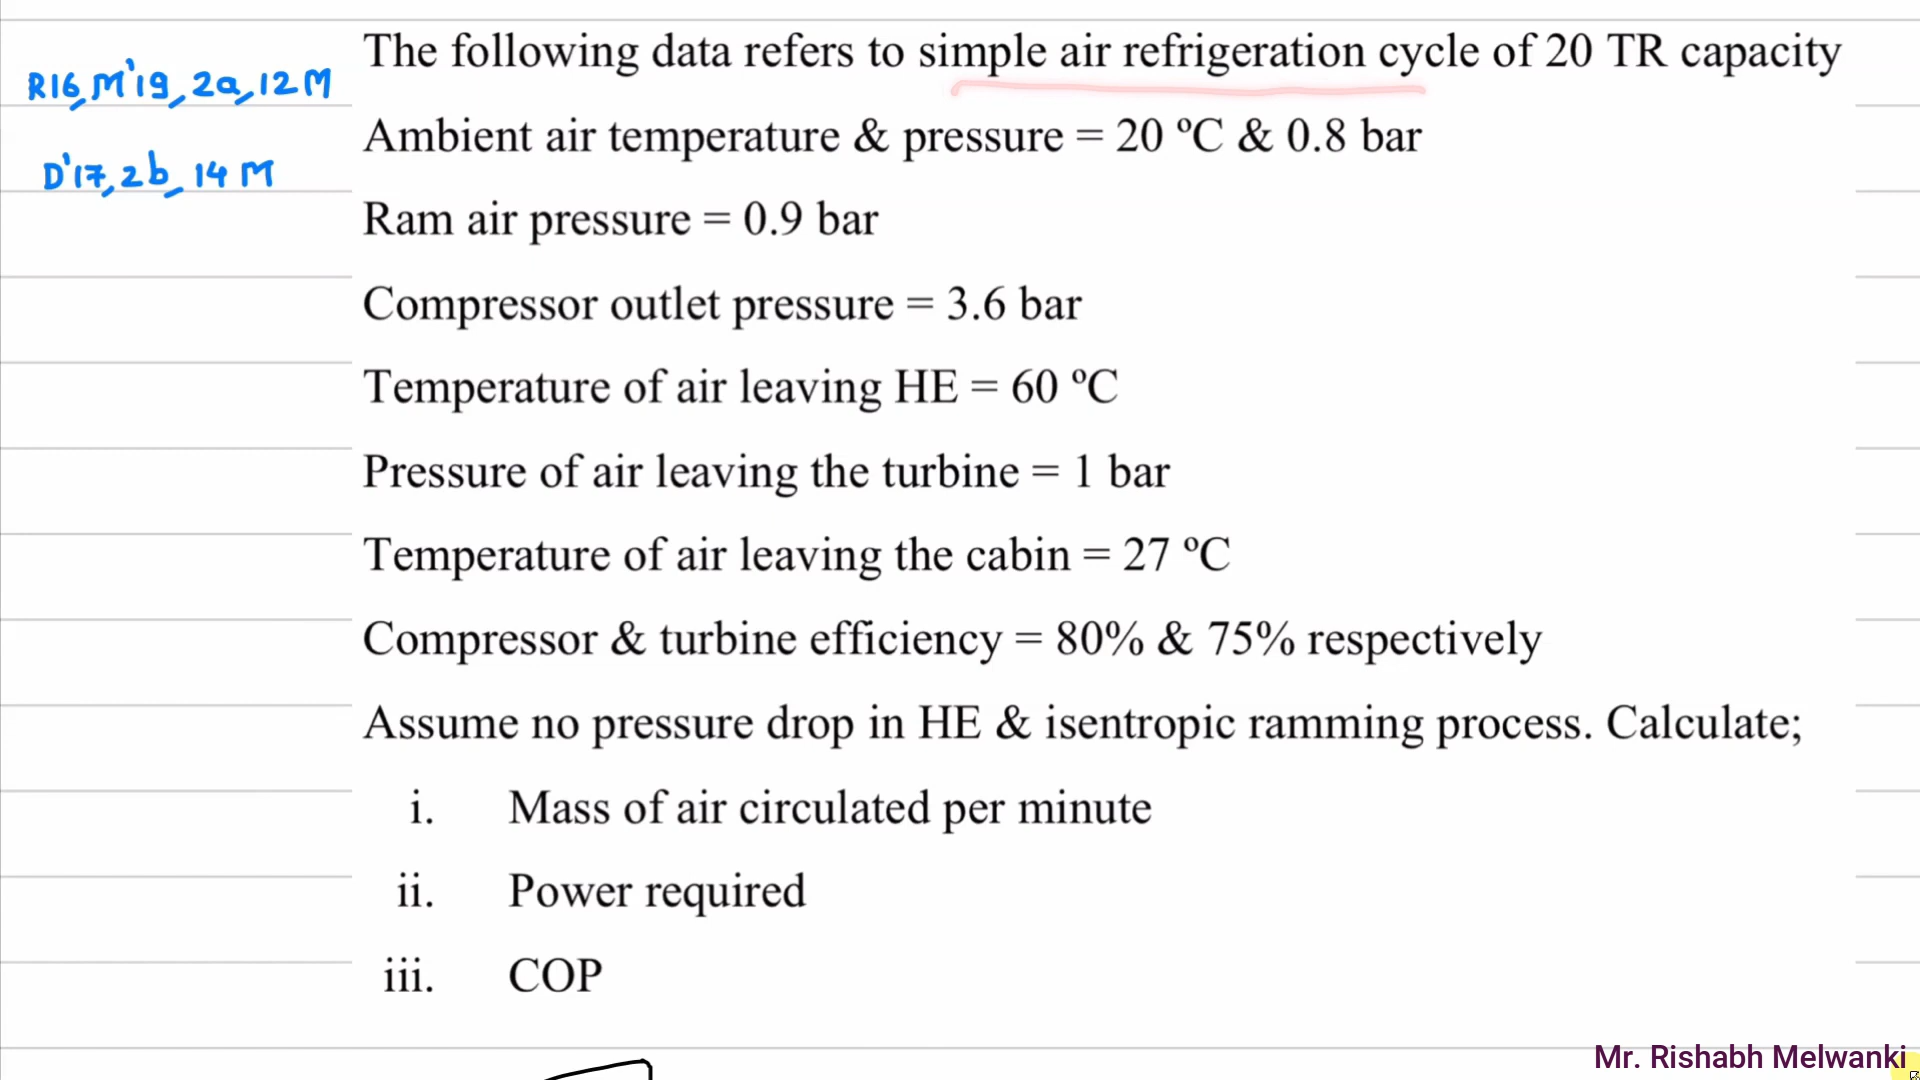 The following data refers to simple air refrigeration cycle of 20 TR capacity
R16, M'19, 2a, 12 M
Ambient air temperature & pressure = 20 ºC & 0.8 bar
D'17, 2b, 14 M
Ram air pressure = 0.9 bar
Compressor outlet pressure = 3.6 bar
Temperature of air leaving HE = 60 ºC
Pressure of air leaving the turbine = 1 bar
Temperature of air leaving the cabin = 27 ºC
Compressor & turbine efficiency = 80% & 75% respectively
Assume no pressure drop in HE & isentropic ramming process. Calculate;
i. Mass of air circulated per minute
ii. Power required
iii. COP
Mr. Rishabh Melwanki